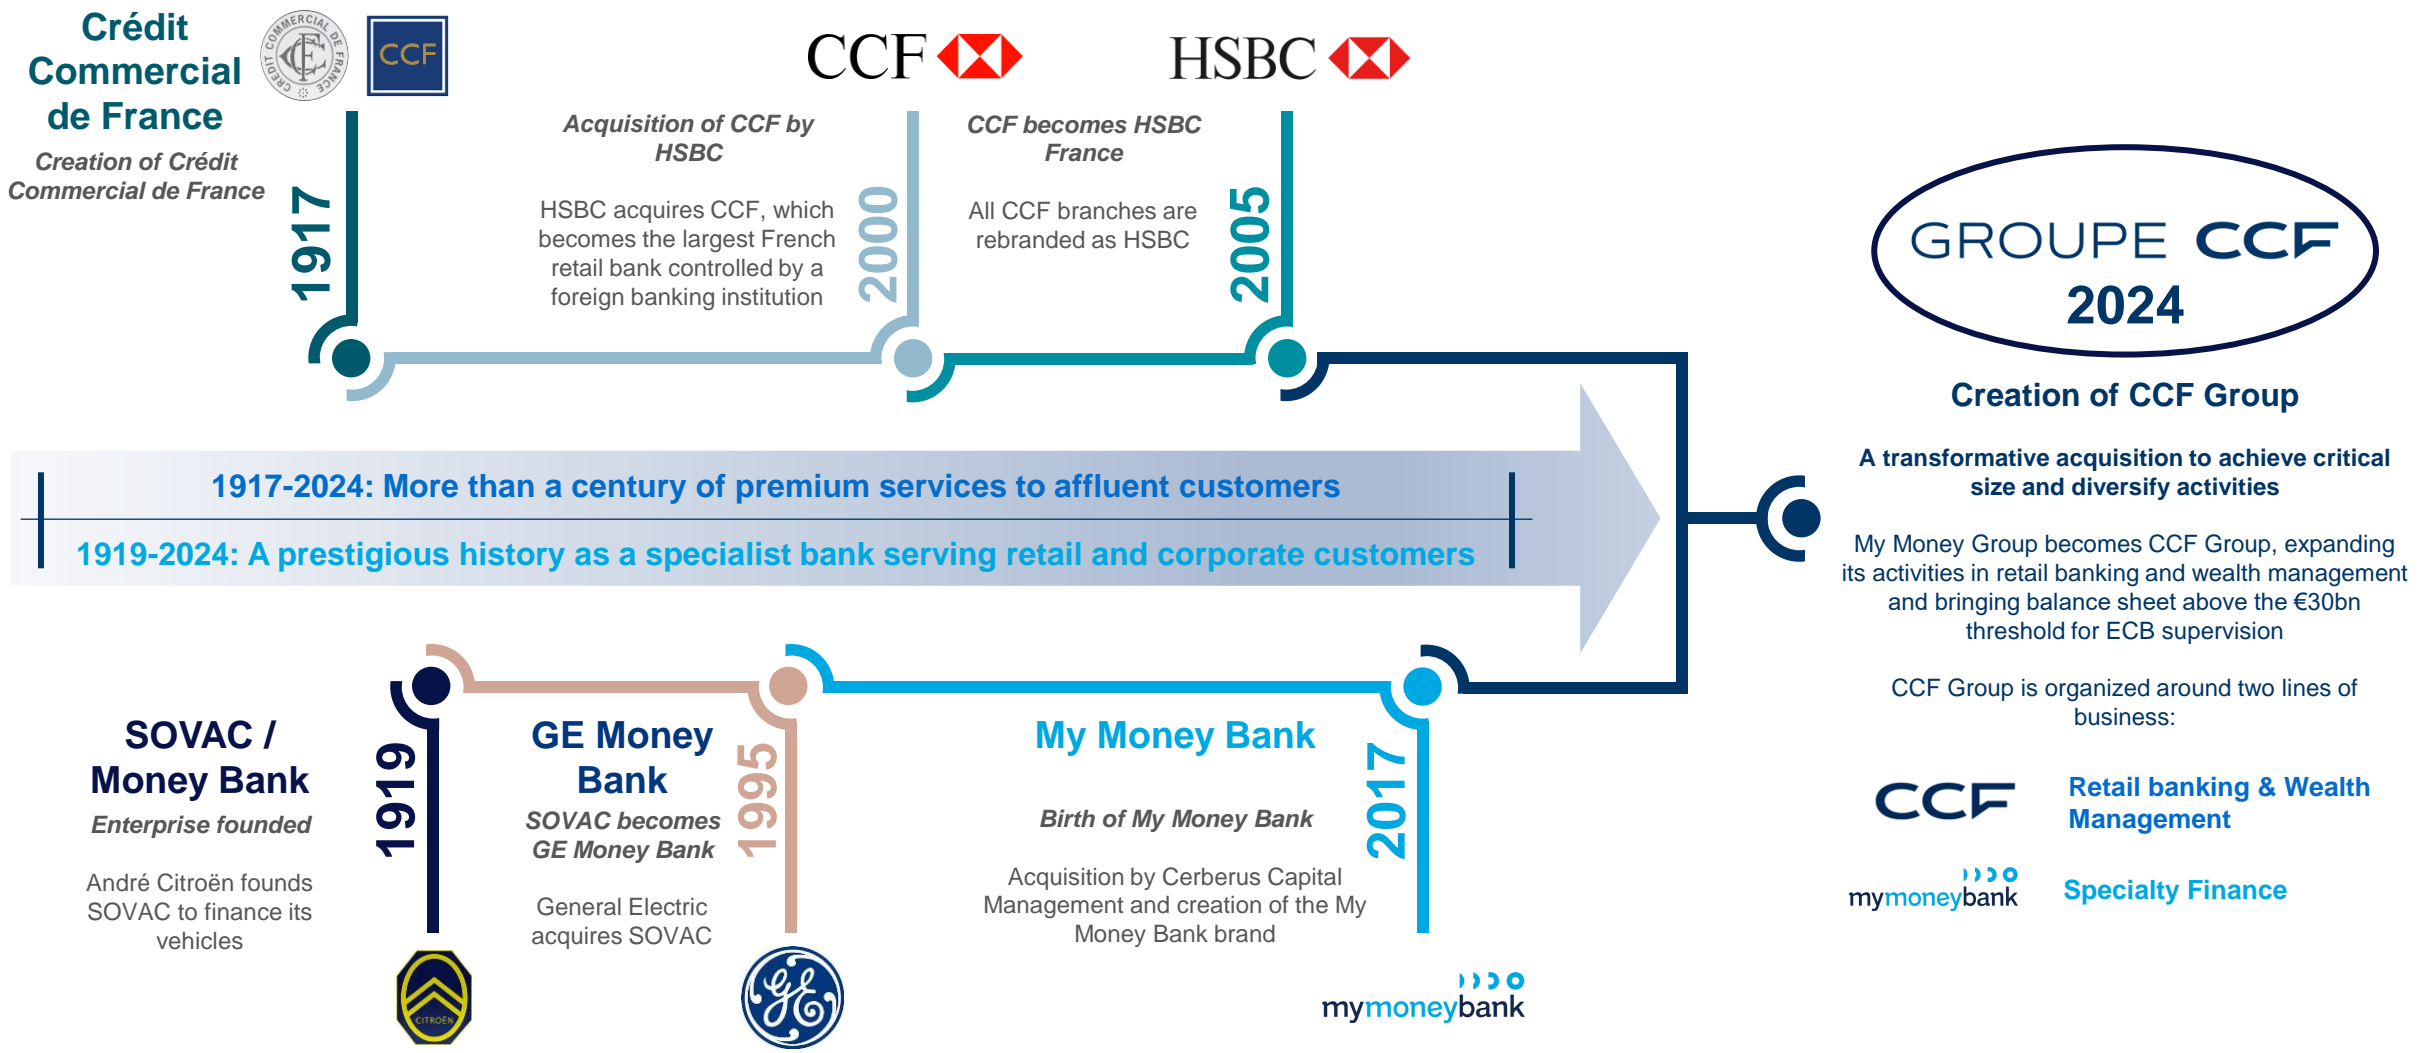 Crédit
Commercial
de France
CREDIT COMMERCIAL DE FRANCE
CCF
Creation of Crédit
Commercial de France
1917
CCF
Acquisition of CCF by
HSBC
HSBC acquires CCF, which
becomes the largest French
retail bank controlled by a
foreign banking institution
2000
HSBC
CCF becomes HSBC
France
All CCF branches are
rebranded as HSBC
2005
1917-2024: More than a century of premium services to affluent customers
1919-2024: A prestigious history as a specialist bank serving retail and corporate customers
SOVAC /
Money Bank
Enterprise founded
André Citroën founds
SOVAC to finance its
vehicles
1919
CITROËN
GE Money
Bank
SOVAC becomes
GE Money Bank
General Electric
acquires SOVAC
1995
GE
My Money Bank
Birth of My Money Bank
Acquisition by Cerberus Capital
Management and creation of the My
Money Bank brand
2017
mymoneybank
GROUPE CCF
2024
Creation of CCF Group
A transformative acquisition to achieve critical
size and diversify activities
My Money Group becomes CCF Group, expanding
its activities in retail banking and wealth management
and bringing balance sheet above the €30bn
threshold for ECB supervision
CCF Group is organized around two lines of
business:
CCF
Retail banking & Wealth
Management
mymoneybank
Specialty Finance